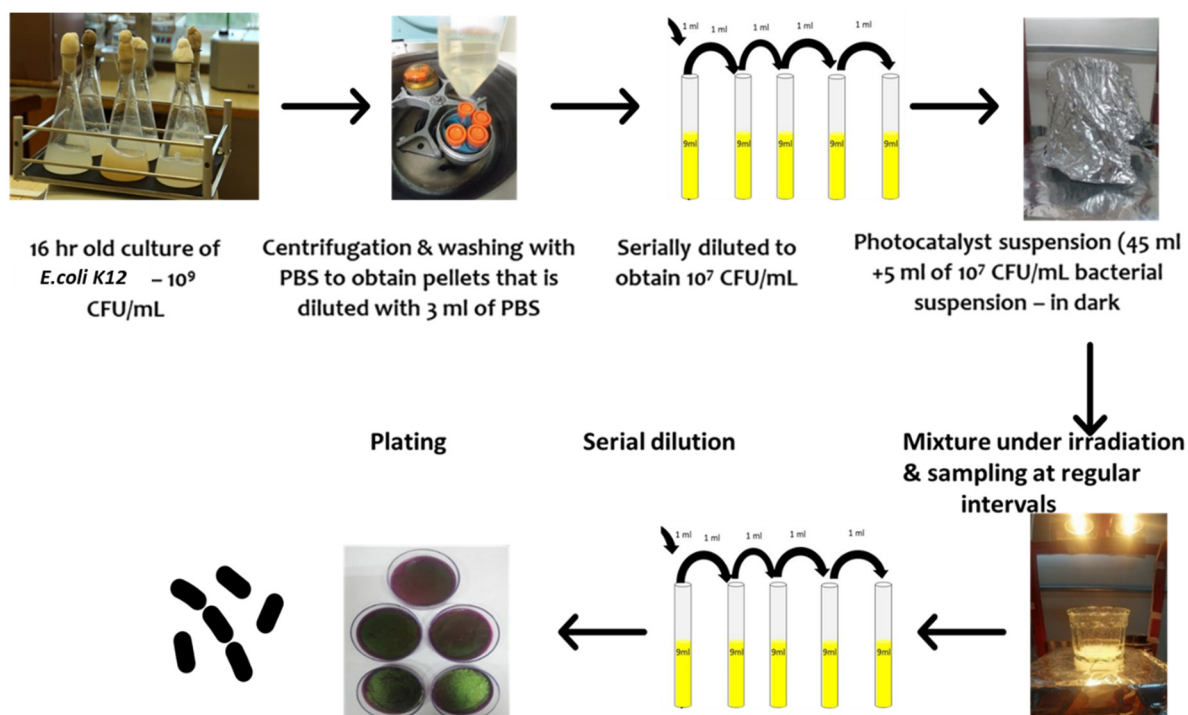 1 ml
1 ml
1 ml
1 ml
1 ml
9ml
9ml
9ml
9ml
9ml
16 hr old culture of
E.coli K12 – 10⁹
CFU/mL
Centrifugation & washing with
PBS to obtain pellets that is
diluted with 3 ml of PBS
Serially diluted to
obtain 10⁷ CFU/mL
Photocatalyst suspension (45 ml
+5 ml of 10⁷ CFU/mL bacterial
suspension – in dark
Plating
Serial dilution
Mixture under irradiation
& sampling at regular
intervals
1 ml
1 ml
1 ml
1 ml
1 ml
9ml
9ml
9ml
9ml
9ml